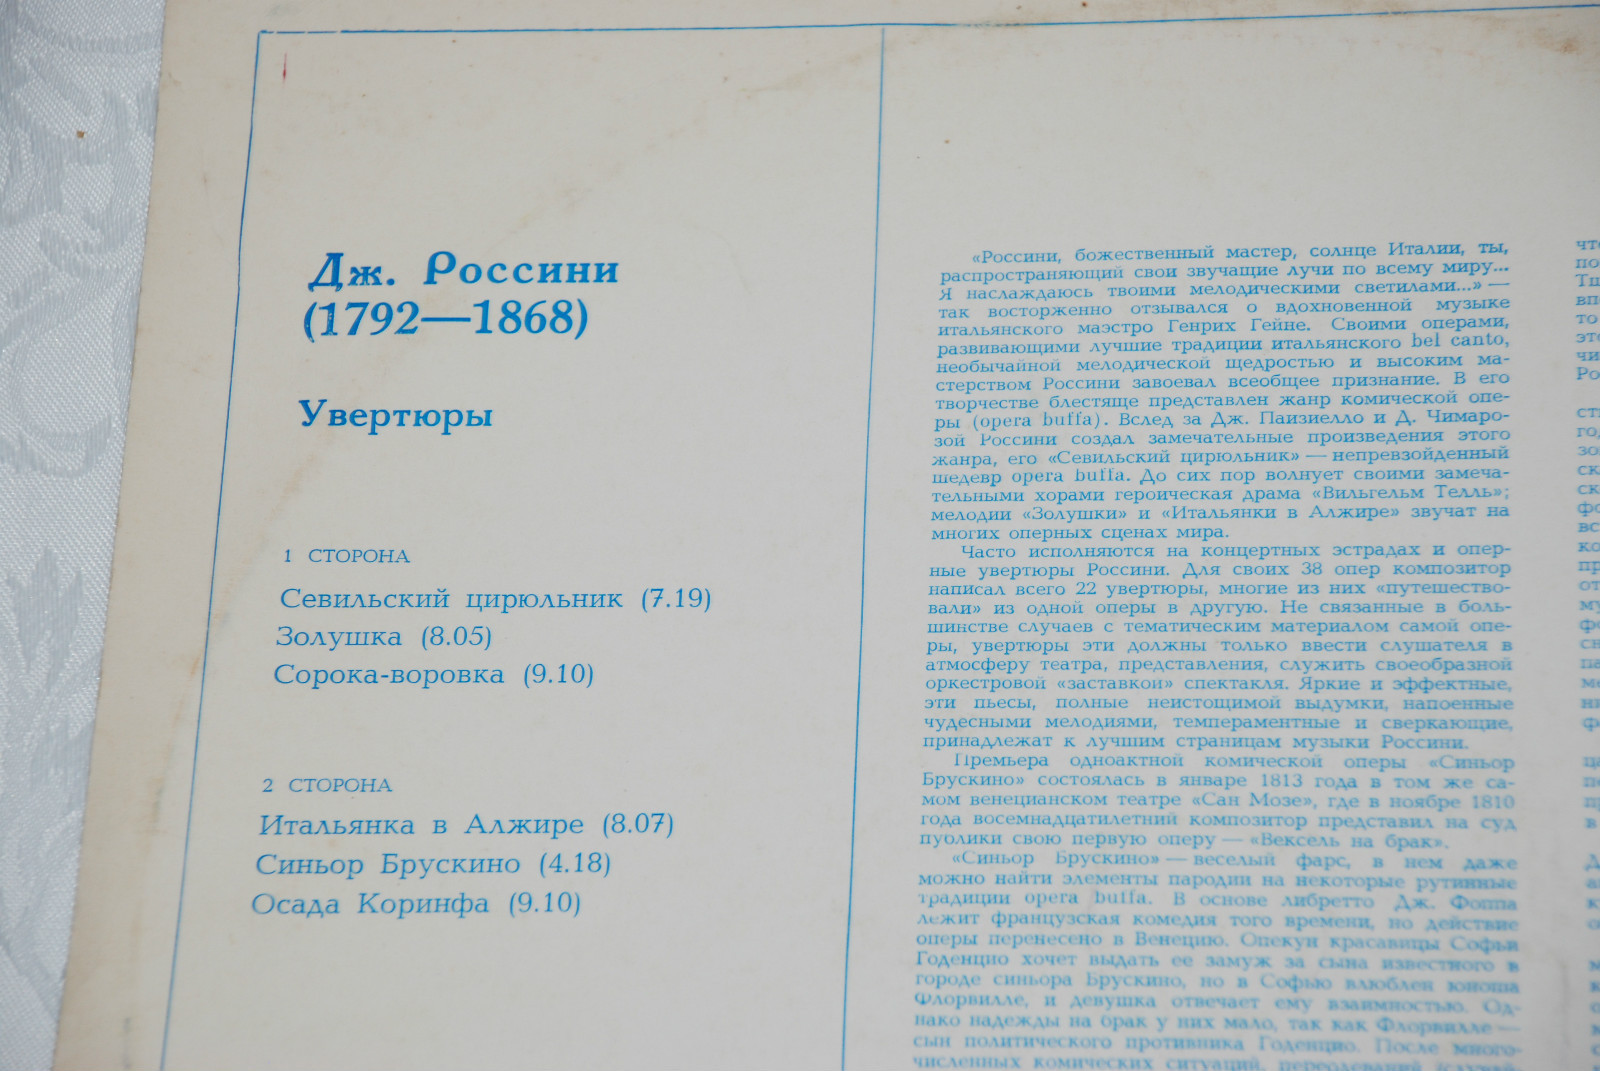 Дж. Россини
(1792—1868)
Увертюры
1 СТОРОНА
Севильский цирюльник (7.19)
Золушка (8.05)
Сорока-воровка (9.10)
2 СТОРОНА
Итальянка в Алжире (8.07)
Синьор Брускино (4.18)
Осада Коринфа (9.10)
«Россини, божественный мастер, солнце Италии, ты,
распространяющий свои звучащие лучи по всему миру...
Я наслаждаюсь твоими мелодическими светилами...» —
так восторженно отзывался о вдохновенной музыке
итальянского маэстро Генрих Гейне. Своими операми,
развивающими лучшие традиции итальянского bel canto,
необычайной мелодической щедростью и высоким ма-
стерством Россини завоевал всеобщее признание. В его
творчестве блестяще представлен жанр комической опе-
ры (opera buffa). Вслед за Дж. Паизиелло и Д. Чимаро-
зой Россини создал замечательные произведения этого
жанра, его «Севильский цирюльник» — непревзойденный
шедевр opera buffa. До сих пор волнует своими замеча-
тельными хорами героическая драма «Вильгельм Телль»;
мелодии «Золушки» и «Итальянки в Алжире» звучат на
многих оперных сценах мира.
Часто исполняются на концертных эстрадах и опер-
ные увертюры Россини. Для своих 38 опер композитор
написал всего 22 увертюры, многие из них «путешество-
вали» из одной оперы в другую. Не связанные в боль-
шинстве случаев с тематическим материалом самой опе-
ры, увертюры эти должны только ввести слушателя в
атмосферу театра, представления, служить своеобразной
оркестровой «заставкой» спектакля. Яркие и эффектные,
эти пьесы, полные неистощимой выдумки, напоенные
чудесными мелодиями, темпераментные и сверкающие,
принадлежат к лучшим страницам музыки Россини.
Премьера одноактной комической оперы «Синьор
Брускино» состоялась в январе 1813 года в том же са-
мом венецианском театре «Сан Мозе», где в ноябре 1810
года восемнадцатилетний композитор представил на суд
публики свою первую оперу — «Вексель на брак».
«Синьор Брускино» — веселый фарс, в нем даже
можно найти элементы пародии на некоторые рутинные
традиции opera buffa. В основе либретто Дж. Фоппа
лежит французская комедия того времени, но действие
оперы перенесено в Венецию. Опекун красавицы Софьи
Годенцио хочет выдать ее замуж за сына известного в
городе синьора Брускино, но в Софью влюблен юноша
Флорвилле, и девушка отвечает ему взаимностью. Од-
нако надежды на брак у них мало, так как Флорвилле —
сын политического противника Годенцио. После много-
численных комических ситуаций, переодеваний